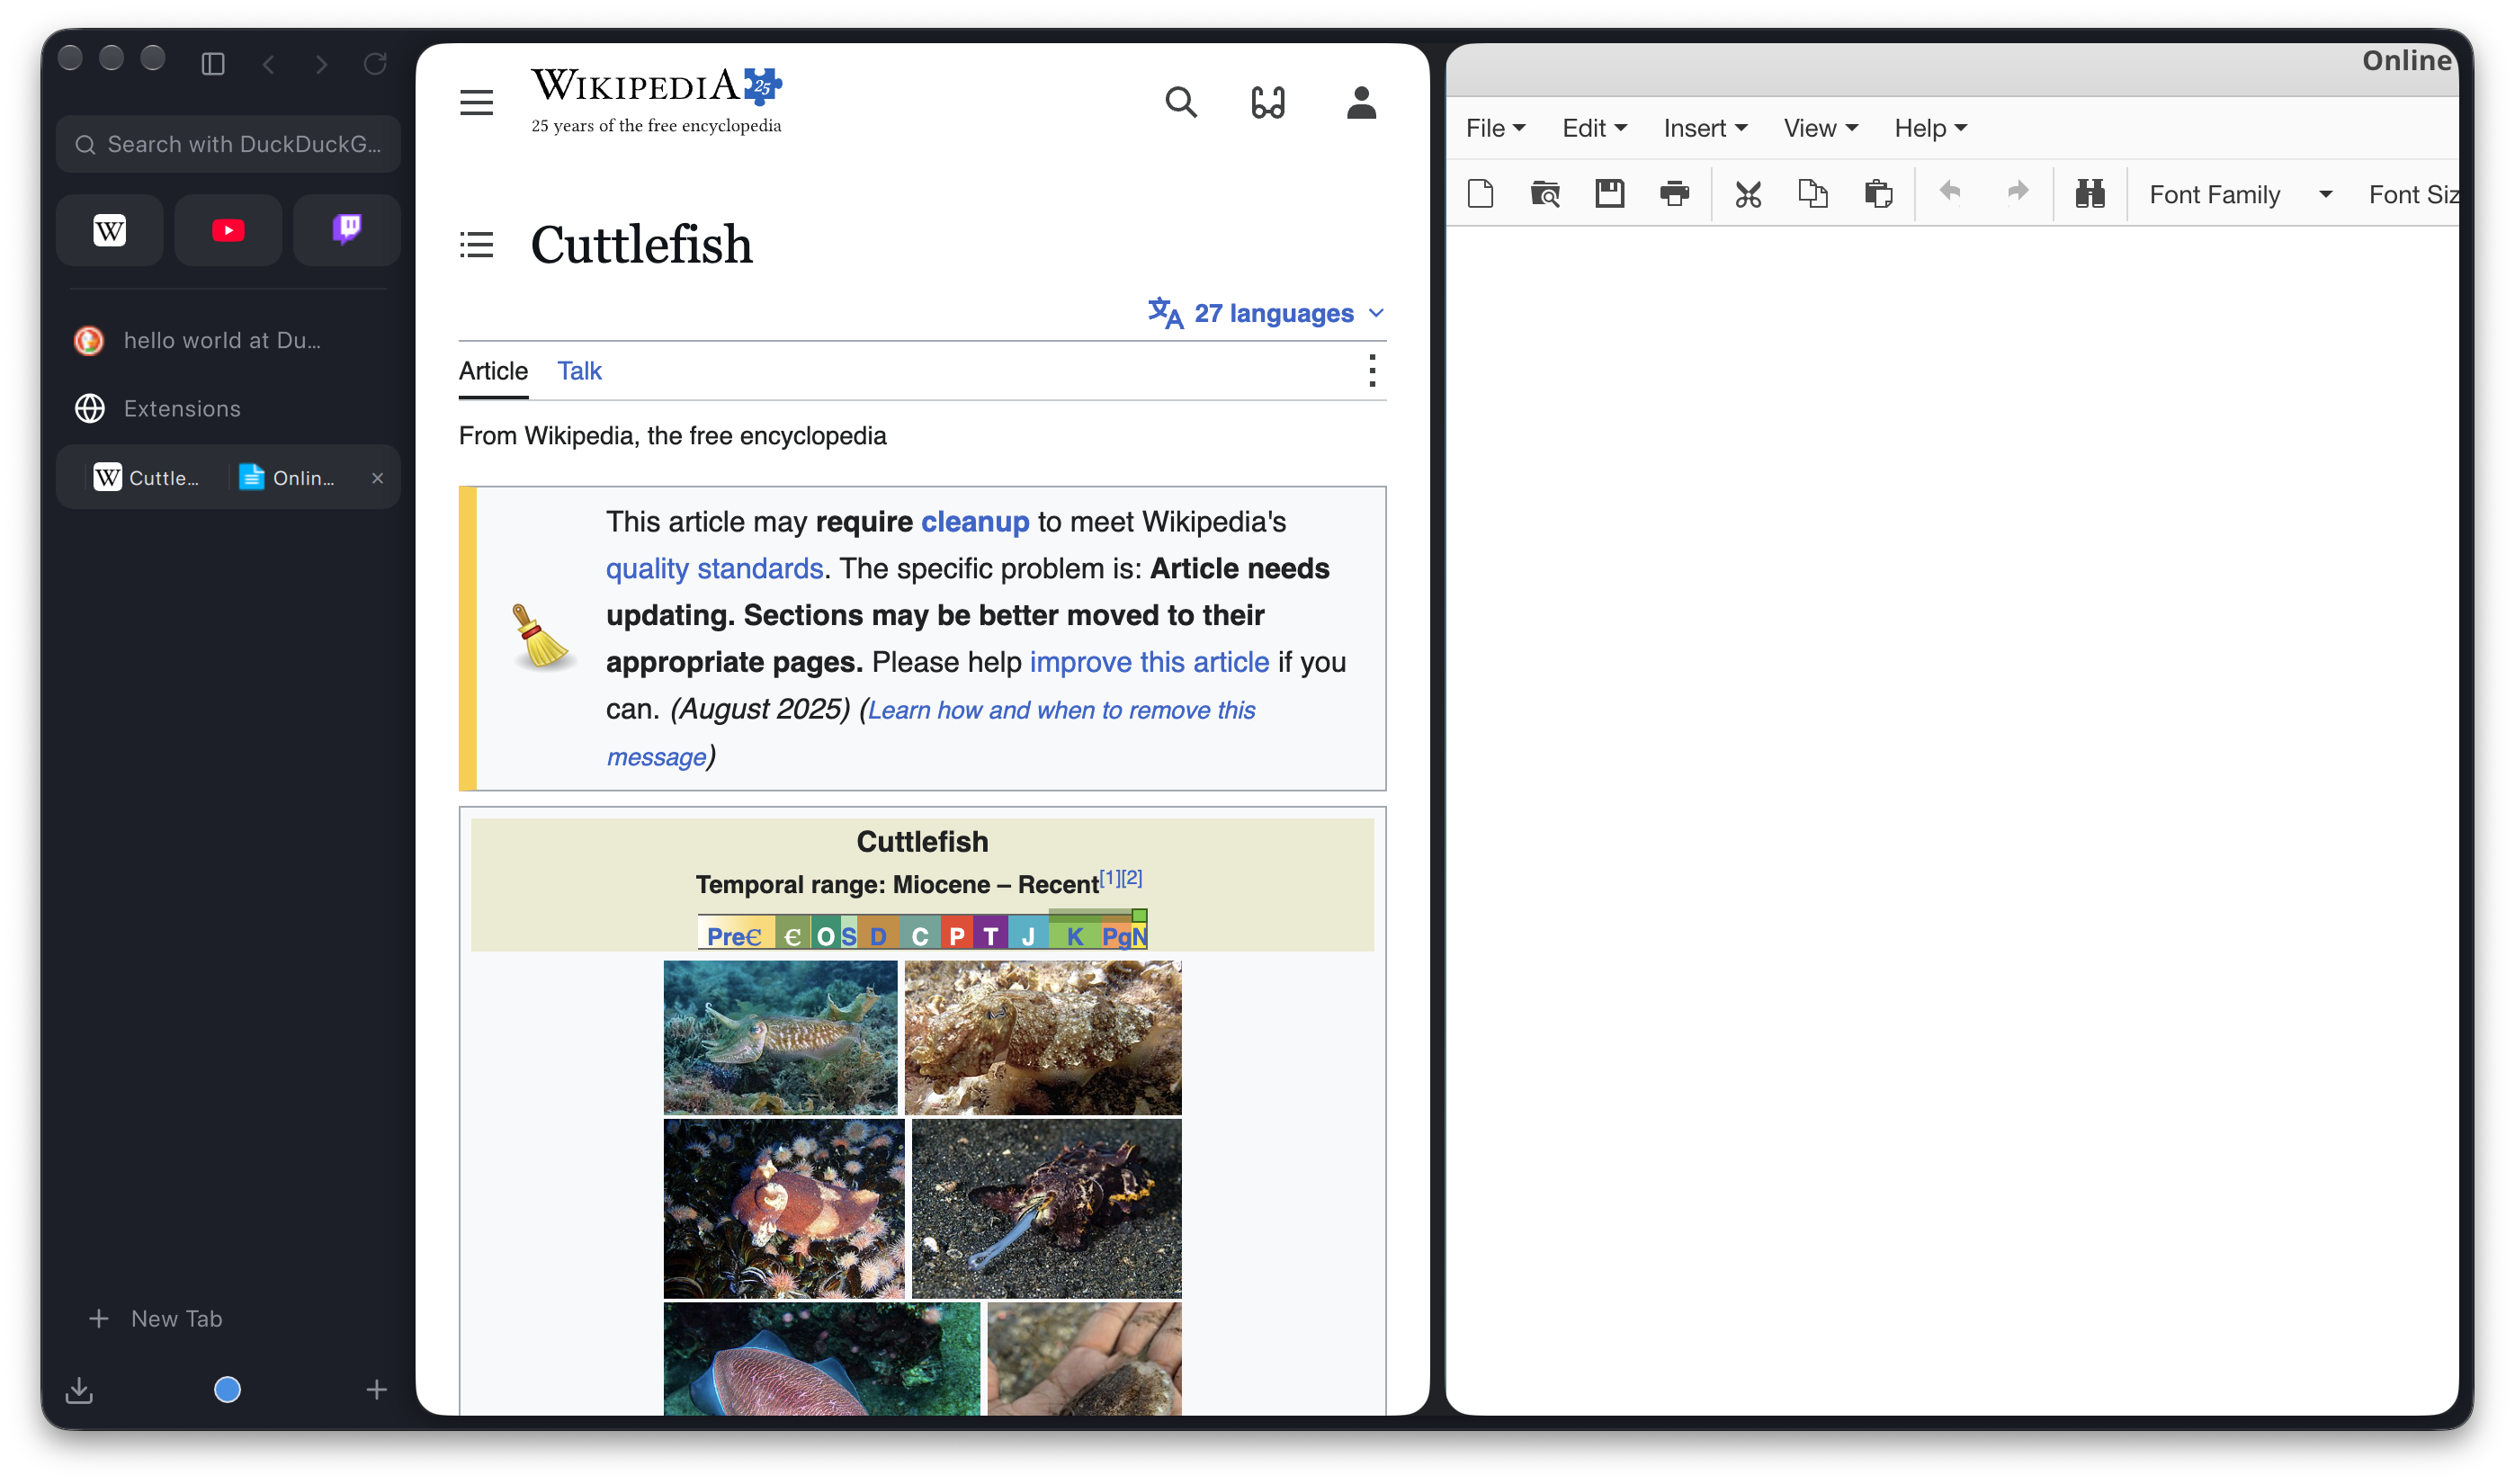 Search with DuckDuckG...
hello world at Du...
Extensions
Cuttle... Onlin...
New Tab
WIKIPEDIA 25
25 years of the free encyclopedia
Cuttlefish
27 languages
Article Talk
From Wikipedia, the free encyclopedia
This article may require cleanup to meet Wikipedia's
quality standards. The specific problem is: Article needs
updating. Sections may be better moved to their
appropriate pages. Please help improve this article if you
can. (August 2025) (Learn how and when to remove this
message)
Cuttlefish
Temporal range: Miocene – Recent[1][2]
PreꞒ Ꞓ O S D C P T J K Pg N
Online
File Edit Insert View Help
Font Family Font Siz